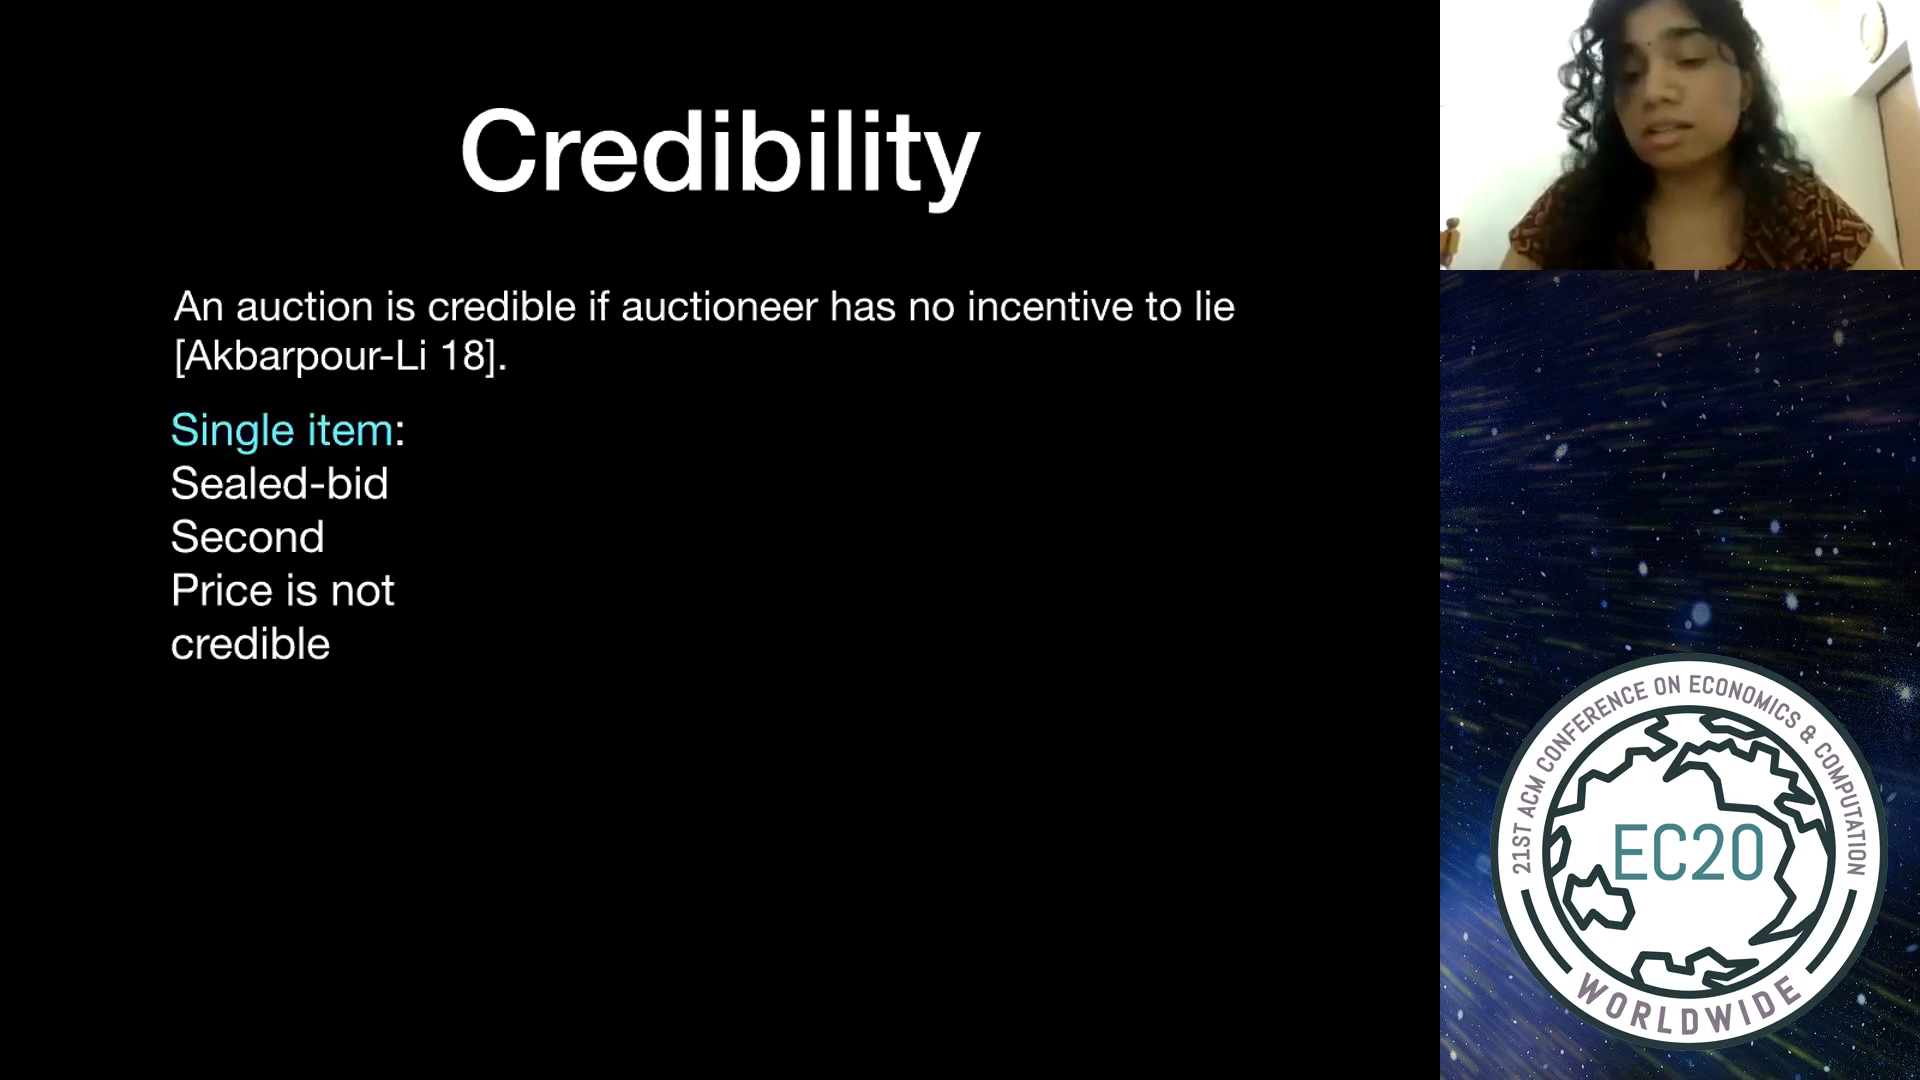 Credibility
An auction is credible if auctioneer has no incentive to lie
[Akbarpour-Li 18].
Single item:
Sealed-bid
Second
Price is not
credible
21ST ACM CONFERENCE ON ECONOMICS & COMPUTATION
EC20
WORLDWIDE